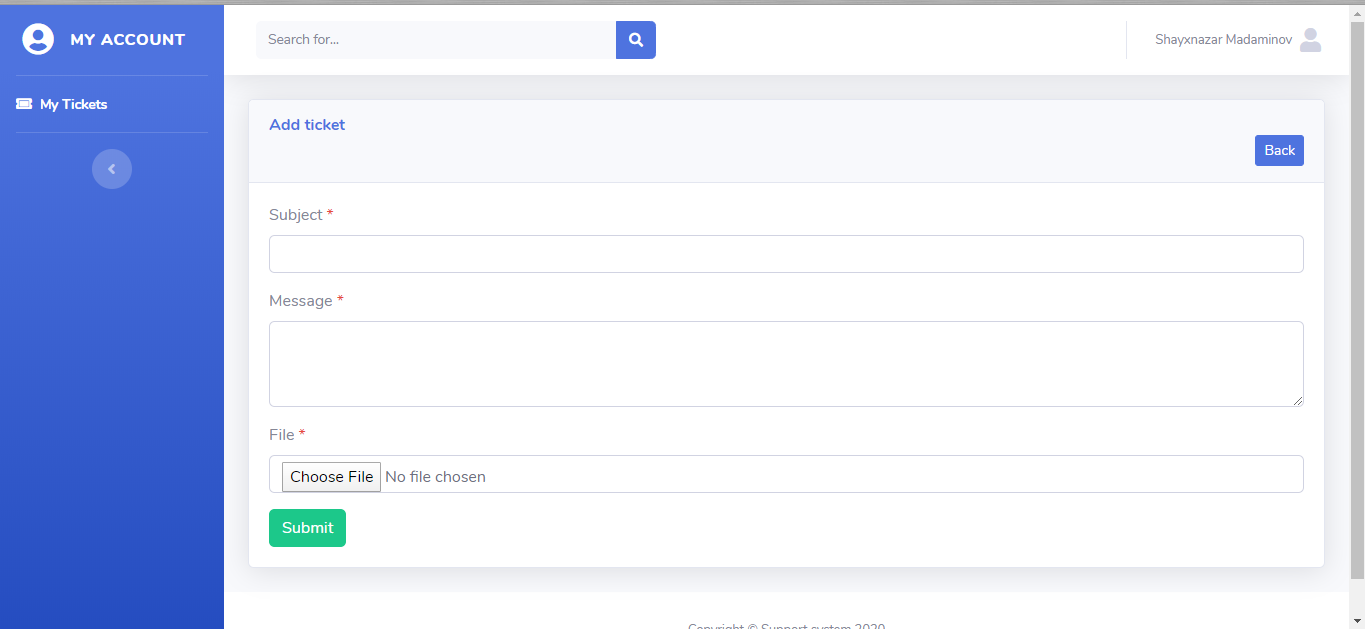 MY ACCOUNT
My Tickets
Search for...
Shayxnazar Madaminov
Add ticket
Back
Subject *
Message *
File *
Choose File No file chosen
Submit
Copyright © Support system 2020